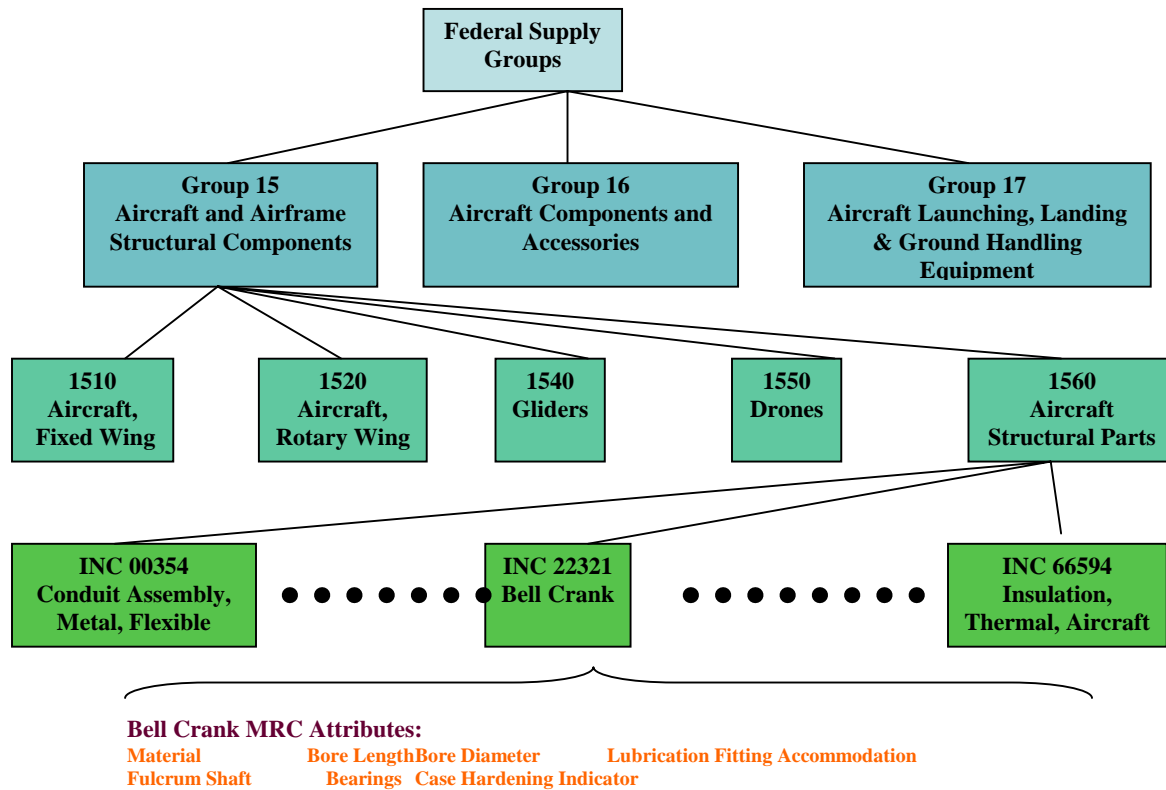 Federal Supply
Groups
Group 15
Aircraft and Airframe
Structural Components
Group 16
Aircraft Components and
Accessories
Group 17
Aircraft Launching, Landing
& Ground Handling
Equipment
1510
Aircraft,
Fixed Wing
1520
Aircraft,
Rotary Wing
1540
Gliders
1550
Drones
1560
Aircraft
Structural Parts
INC 00354
Conduit Assembly,
Metal, Flexible
INC 22321
Bell Crank
INC 66594
Insulation,
Thermal, Aircraft
Bell Crank MRC Attributes:
Material Bore LengthBore Diameter Lubrication Fitting Accommodation
Fulcrum Shaft Bearings Case Hardening Indicator